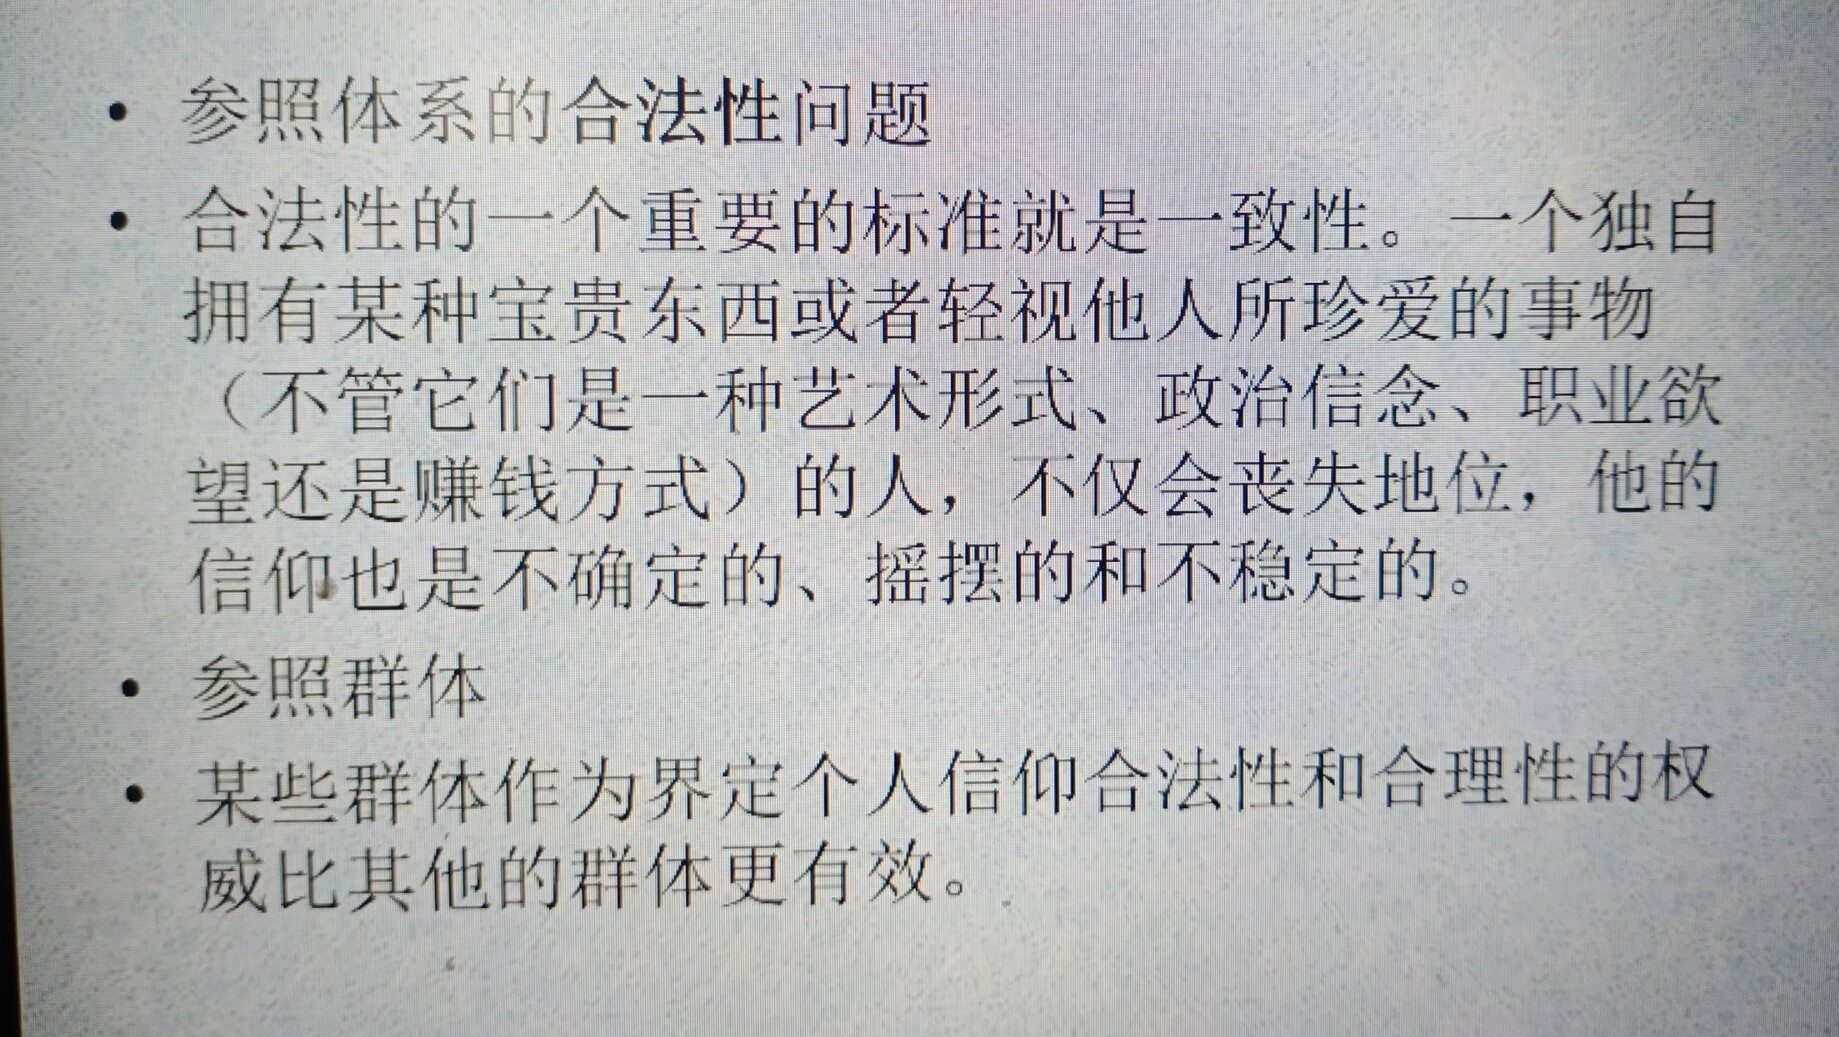 • 参照体系的合法性问题
• 合法性的一个重要的标准就是一致性。一个独自
拥有某种宝贵东西或者轻视他人所珍爱的事物
（不管它们是一种艺术形式、政治信念、职业欲
望还是赚钱方式）的人，不仅会丧失地位，他的
信仰也是不确定的、摇摆的和不稳定的。
• 参照群体
• 某些群体作为界定个人信仰合法性和合理性的权
威比其他的群体更有效。